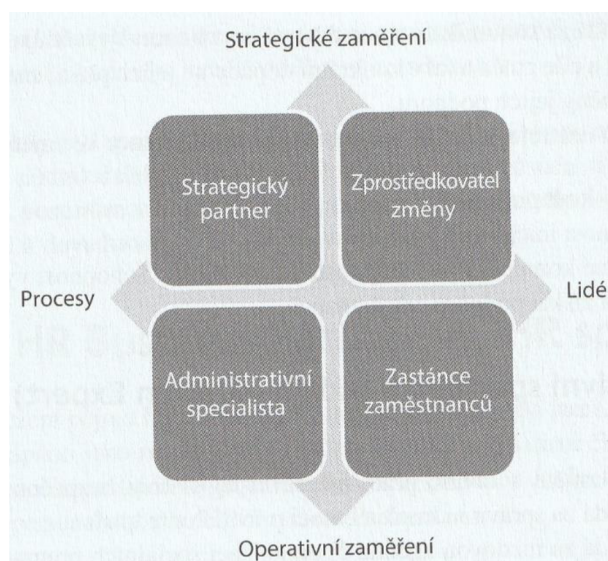 Strategické zaměření
Strategický
partner
Zprostředkovatel
změny
Procesy
Lidé
Administrativní
specialista
Zastánce
zaměstnanců
Operativní zaměření